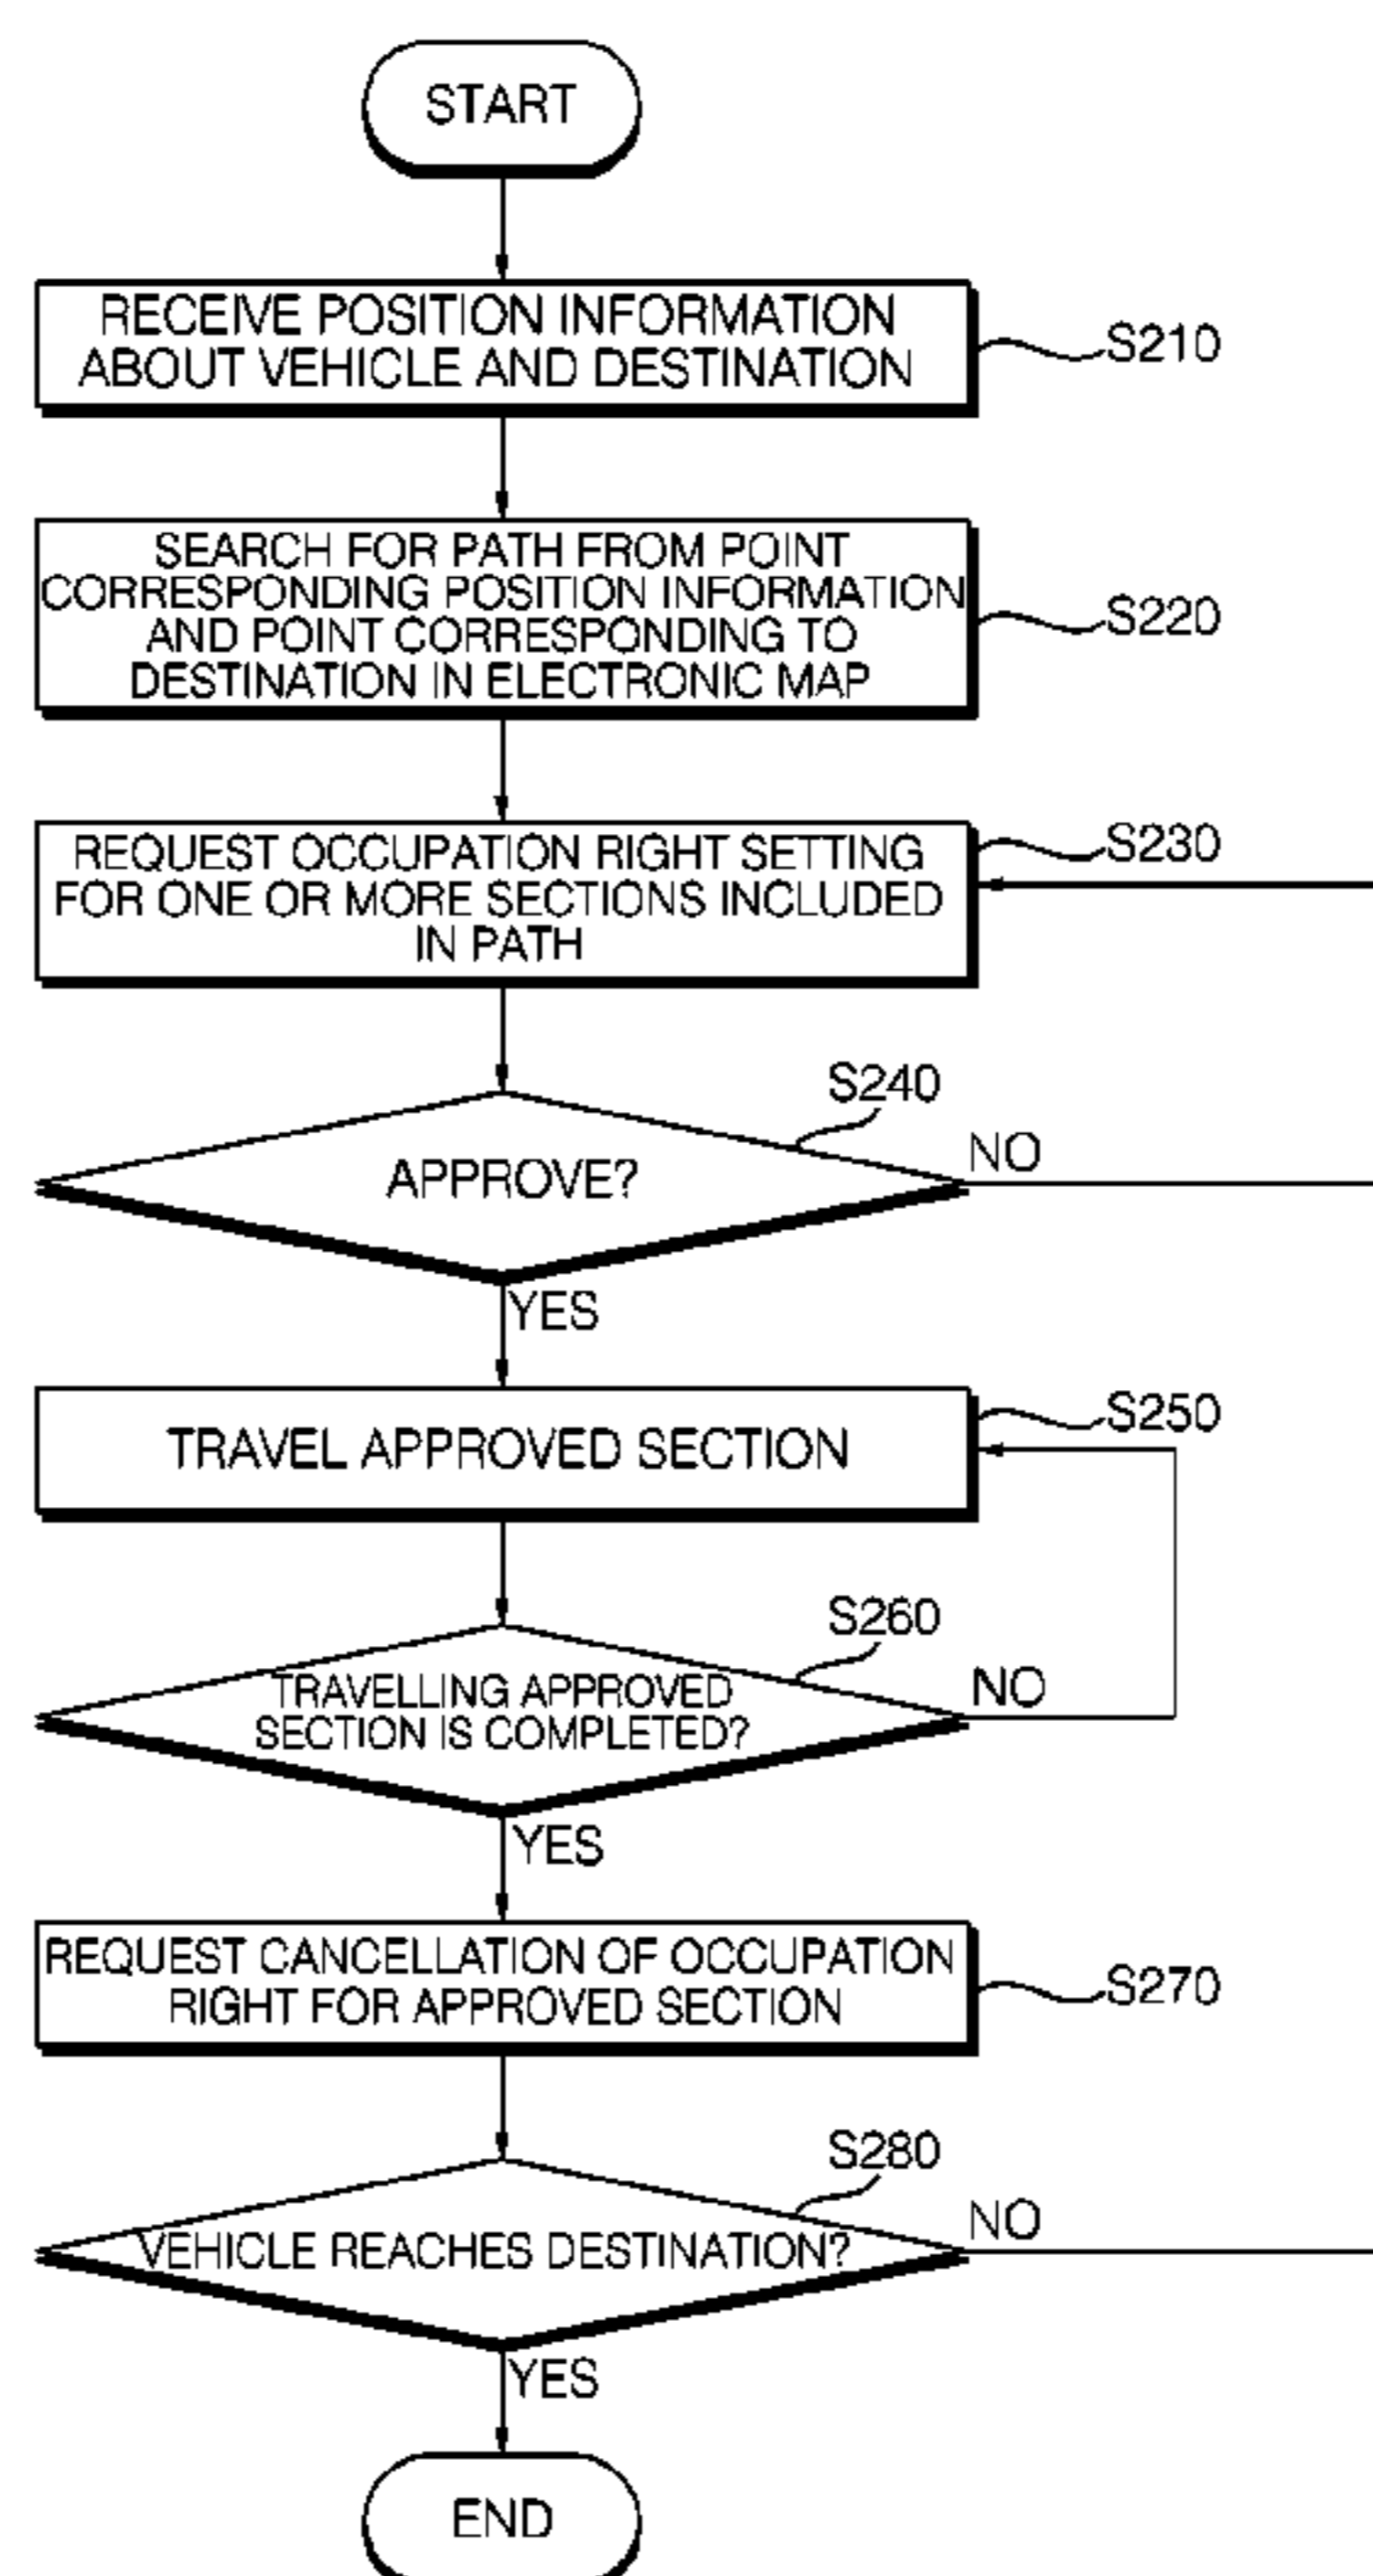 START
RECEIVE POSITION INFORMATION
ABOUT VEHICLE AND DESTINATION
S210
SEARCH FOR PATH FROM POINT
CORRESPONDING POSITION INFORMATION
AND POINT CORRESPONDING TO
DESTINATION IN ELECTRONIC MAP
S220
REQUEST OCCUPATION RIGHT SETTING
FOR ONE OR MORE SECTIONS INCLUDED
IN PATH
S230
S240
APPROVE?
NO
YES
TRAVEL APPROVED SECTION
S250
S260
TRAVELLING APPROVED
SECTION IS COMPLETED?
NO
YES
REQUEST CANCELLATION OF OCCUPATION
RIGHT FOR APPROVED SECTION
S270
S280
VEHICLE REACHES DESTINATION?
NO
YES
END